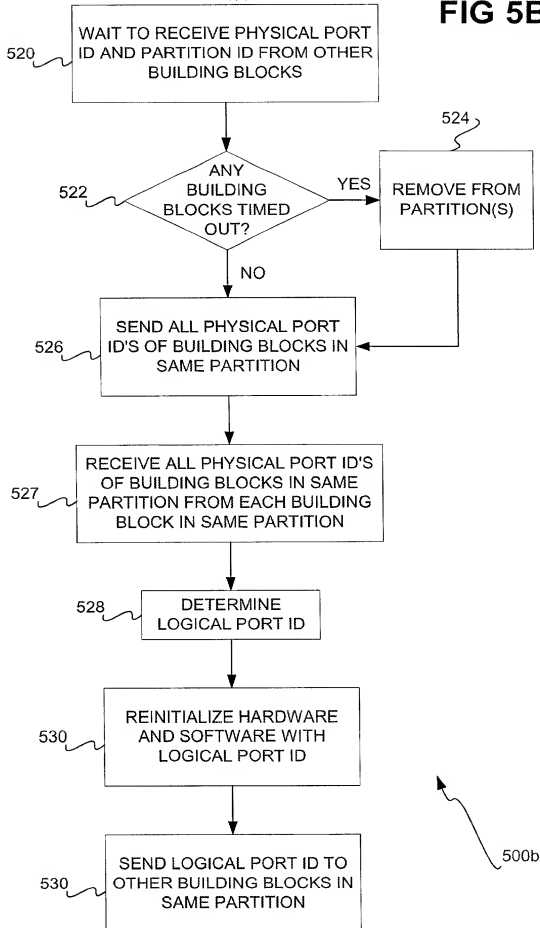 FIG 5B
WAIT TO RECEIVE PHYSICAL PORT
ID AND PARTITION ID FROM OTHER
BUILDING BLOCKS
520
524
ANY
BUILDING
BLOCKS TIMED
OUT?
522
YES
REMOVE FROM
PARTITION(S)
NO
SEND ALL PHYSICAL PORT
ID'S OF BUILDING BLOCKS IN
SAME PARTITION
526
RECEIVE ALL PHYSICAL PORT ID'S
OF BUILDING BLOCKS IN SAME
PARTITION FROM EACH BUILDING
BLOCK IN SAME PARTITION
527
528
DETERMINE
LOGICAL PORT ID
REINITIALIZE HARDWARE
AND SOFTWARE WITH
LOGICAL PORT ID
530
500b
SEND LOGICAL PORT ID TO
OTHER BUILDING BLOCKS IN
SAME PARTITION
530